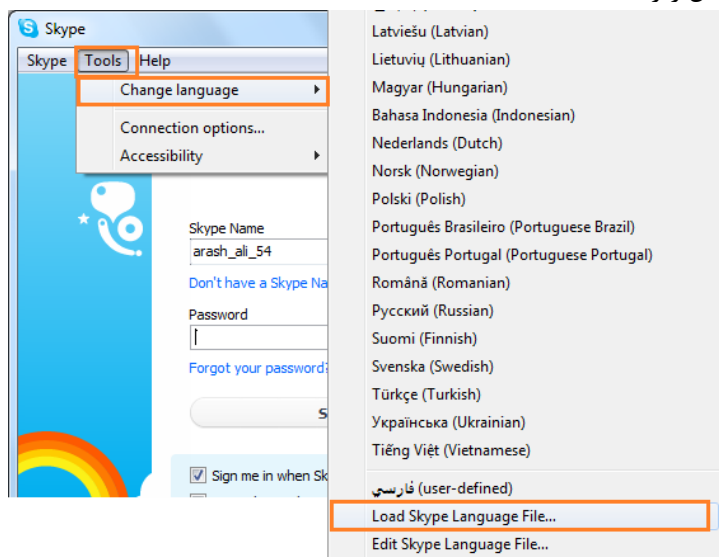 Skype
Skype Tools Help
Change language
Connection options...
Accessibility
Skype Name
arash_ali_54
Don't have a Skype Na
Password
Forgot your password?
S
Sign me in when Sk
Latviešu (Latvian)
Lietuvių (Lithuanian)
Magyar (Hungarian)
Bahasa Indonesia (Indonesian)
Nederlands (Dutch)
Norsk (Norwegian)
Polski (Polish)
Português Brasileiro (Portuguese Brazil)
Português Portugal (Portuguese Portugal)
Română (Romanian)
Русский (Russian)
Suomi (Finnish)
Svenska (Swedish)
Türkçe (Turkish)
Українська (Ukrainian)
Tiếng Việt (Vietnamese)
فارسي (user-defined)
Load Skype Language File...
Edit Skype Language File...